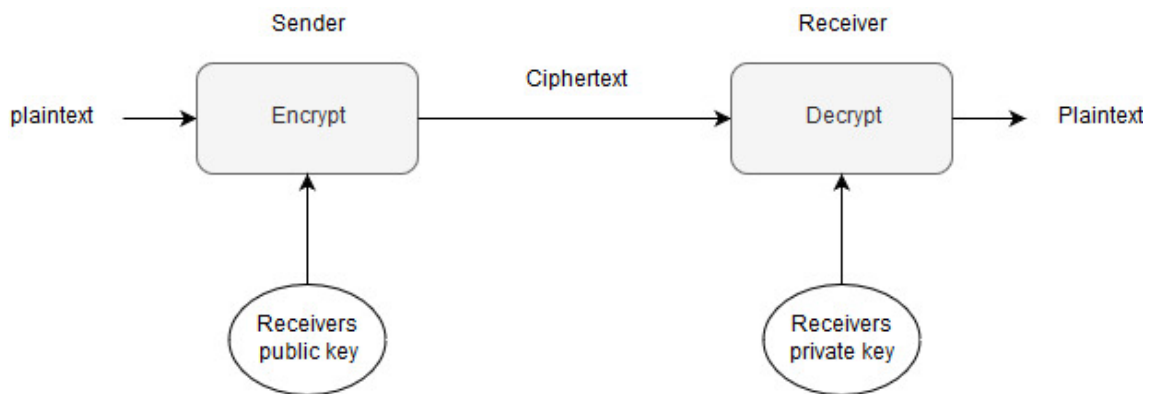 Sender
Receiver
plaintext
Encrypt
Ciphertext
Decrypt
Plaintext
Receivers
public key
Receivers
private key